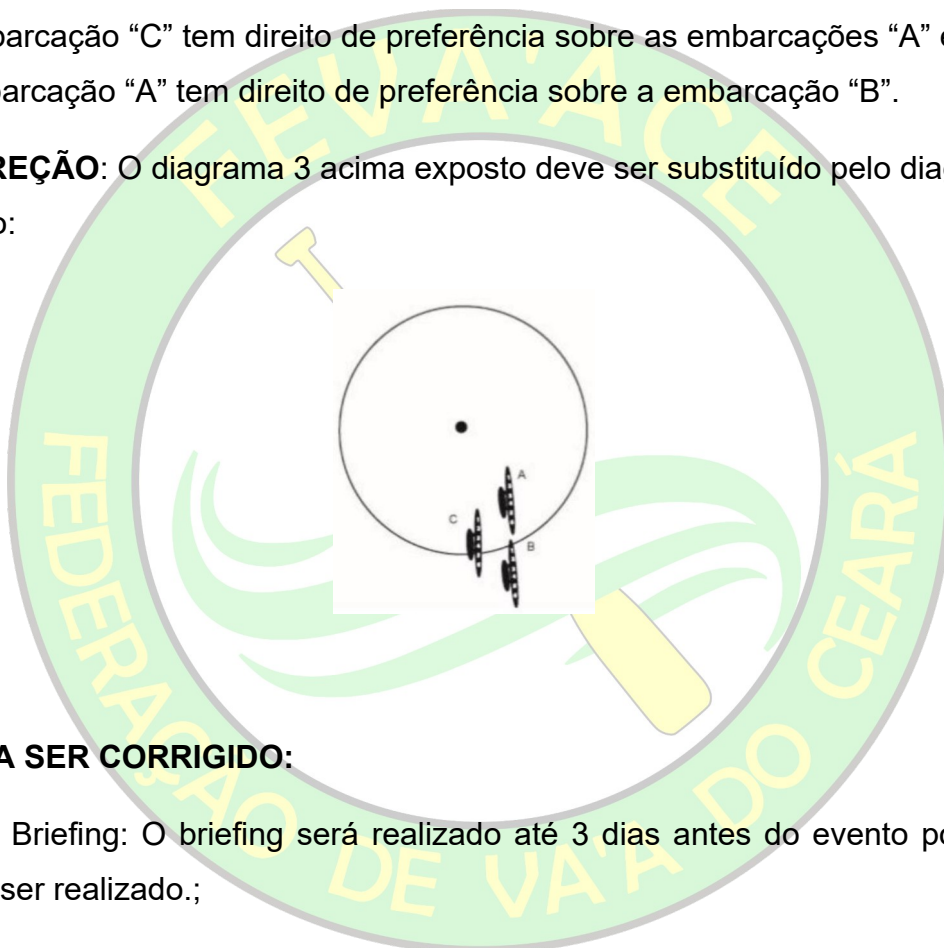 barcação “C” tem direito de preferência sobre as embarcações “A” e
barcação “A” tem direito de preferência sobre a embarcação “B”.
REÇÃO: O diagrama 3 acima exposto deve ser substituído pelo
:
FEVA'A CE
A
C
B
FEDERAÇÃO DE VA'A DO CEARÁ
A SER CORRIGIDO:
Briefing: O briefing será realizado até 3 dias antes do evento
ser realizado.;